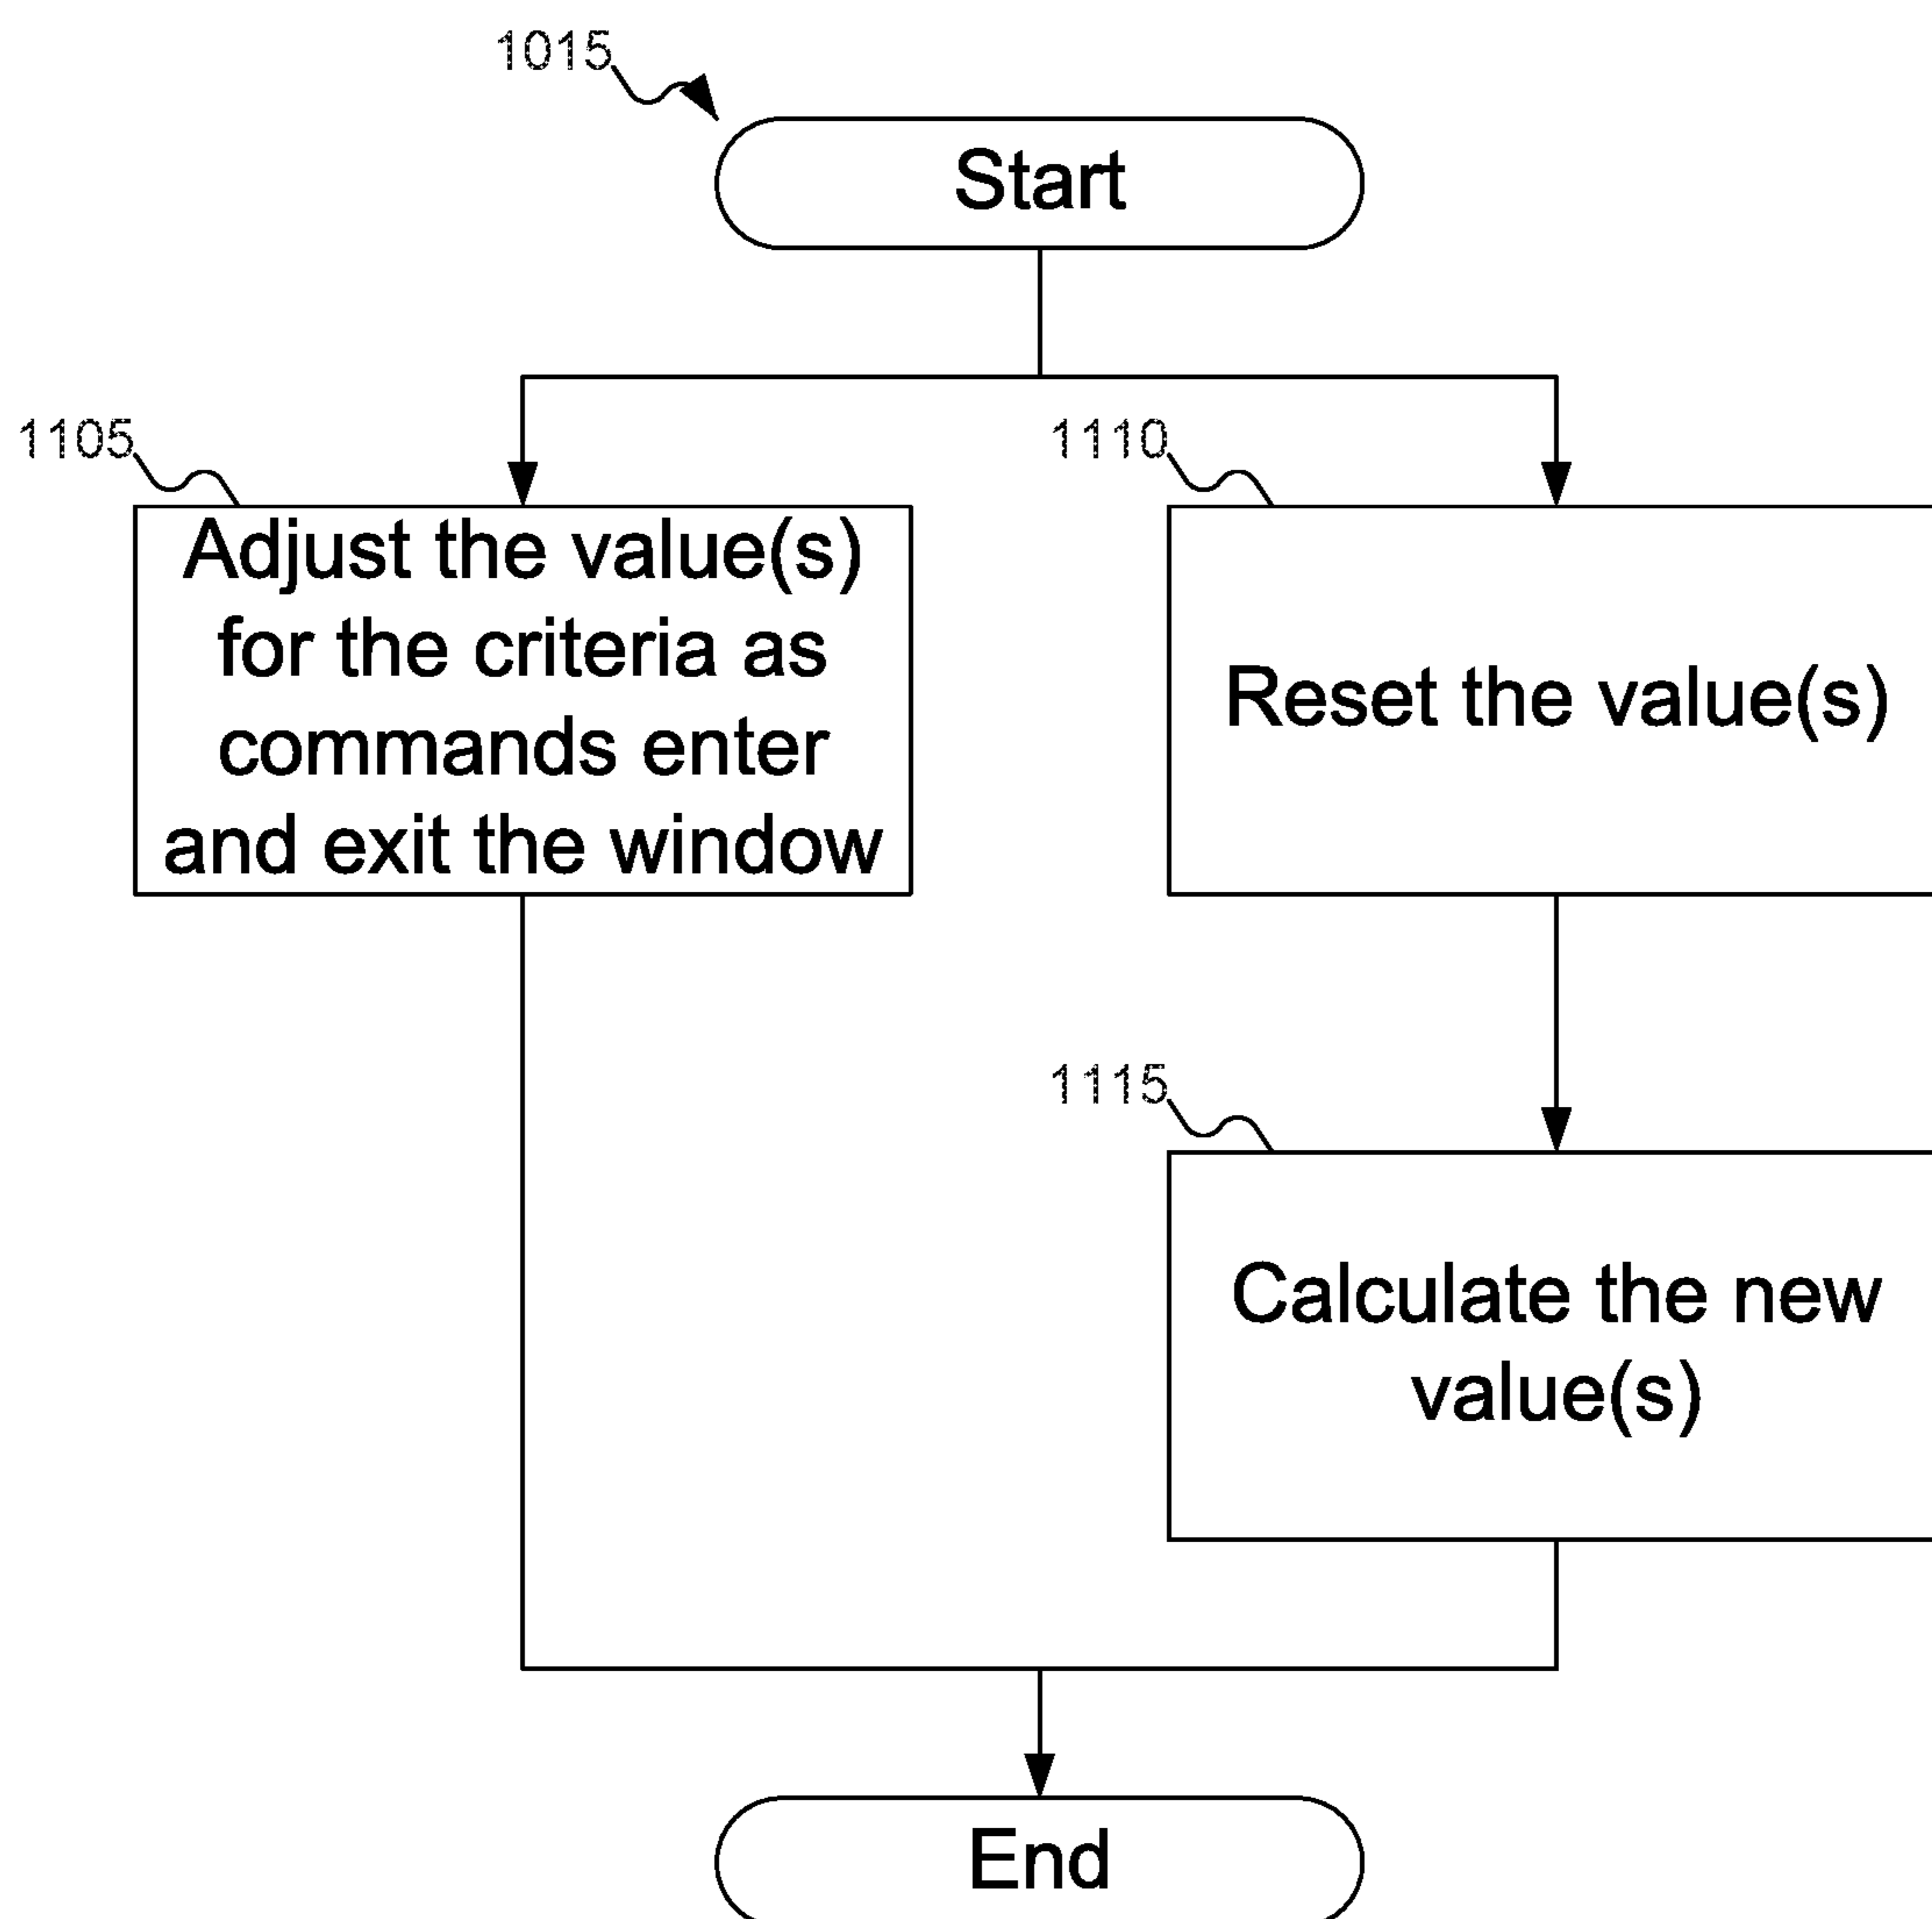 1015
Start
1105
Adjust the value(s)
for the criteria as
commands enter
and exit the window
1110
Reset the value(s)
1115
Calculate the new
value(s)
End